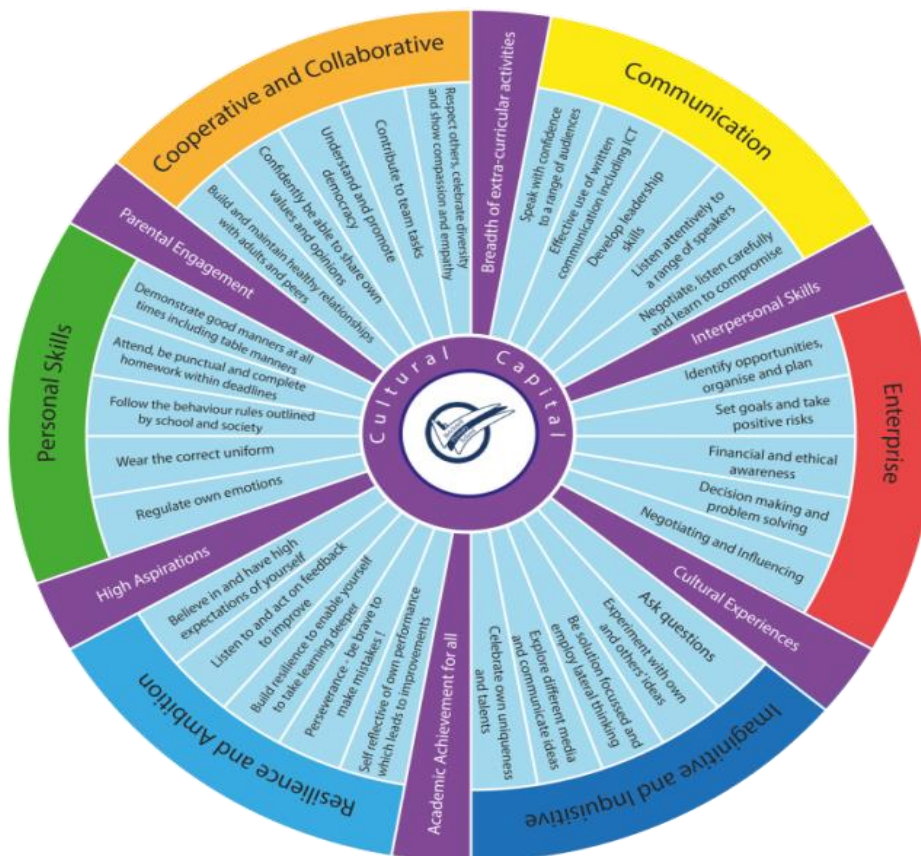 Cultural Capital
Breadth of extra-curricular activities
Communication
Speak with confidence
to a range of audiences
Effective use of written
communication including ICT
Develop leadership
skills
Listen attentively to
a range of speakers
Negotiate, listen carefully
and learn to compromise
Interpersonal Skills
Enterprise
Identify opportunities,
organise and plan
Set goals and take
positive risks
Financial and ethical
awareness
Decision making and
problem solving
Negotiating and Influencing
Cultural Experiences
Imaginitive and Inquisitive
Ask questions
Experiment with own
and others' ideas
Be solution focussed and
employ lateral thinking
Explore different media
and communicate ideas
Celebrate own uniqueness
and talents
Academic Achievement for all
Resilience and Ambition
Self reflective of own performance
which leads to improvements
Perseverance - be brave to
make mistakes !
Build resilience to enable yourself
to take learning deeper
Listen to and act on feedback
to improve
Believe in and have high
expectations of yourself
High Aspirations
Personal Skills
Regulate own emotions
Wear the correct uniform
Follow the behaviour rules outlined
by school and society
Attend, be punctual and complete
homework within deadlines
Demonstrate good manners at all
times including table manners
Parental Engagement
Cooperative and Collaborative
Build and maintain healthy relationships
with adults and peers
Confidently be able to share own
values and opinions
Understand and promote
democracy
Contribute to team tasks
Respect others, celebrate diversity
and show compassion and empathy